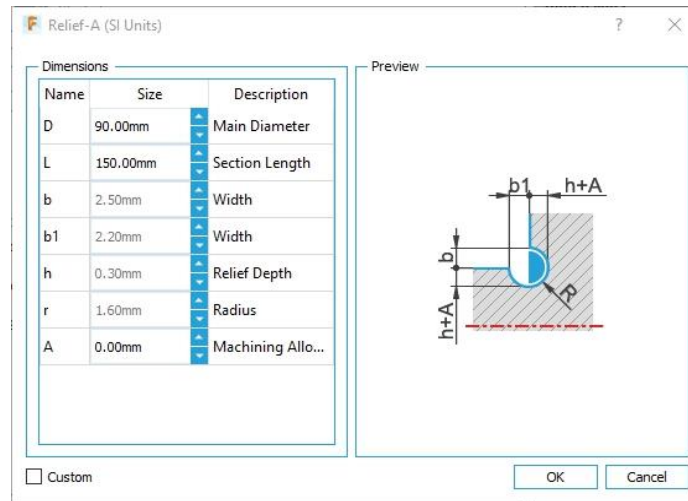 F Relief-A (SI Units) ?
Dimensions
Name Size Description
D 90.00mm Main Diameter
L 150.00mm Section Length
b 2.50mm Width
b1 2.20mm Width
h 0.30mm Relief Depth
r 1.60mm Radius
A 0.00mm Machining Allo...
Preview
b1 h+A
b
h+A
R
Custom
OK Cancel